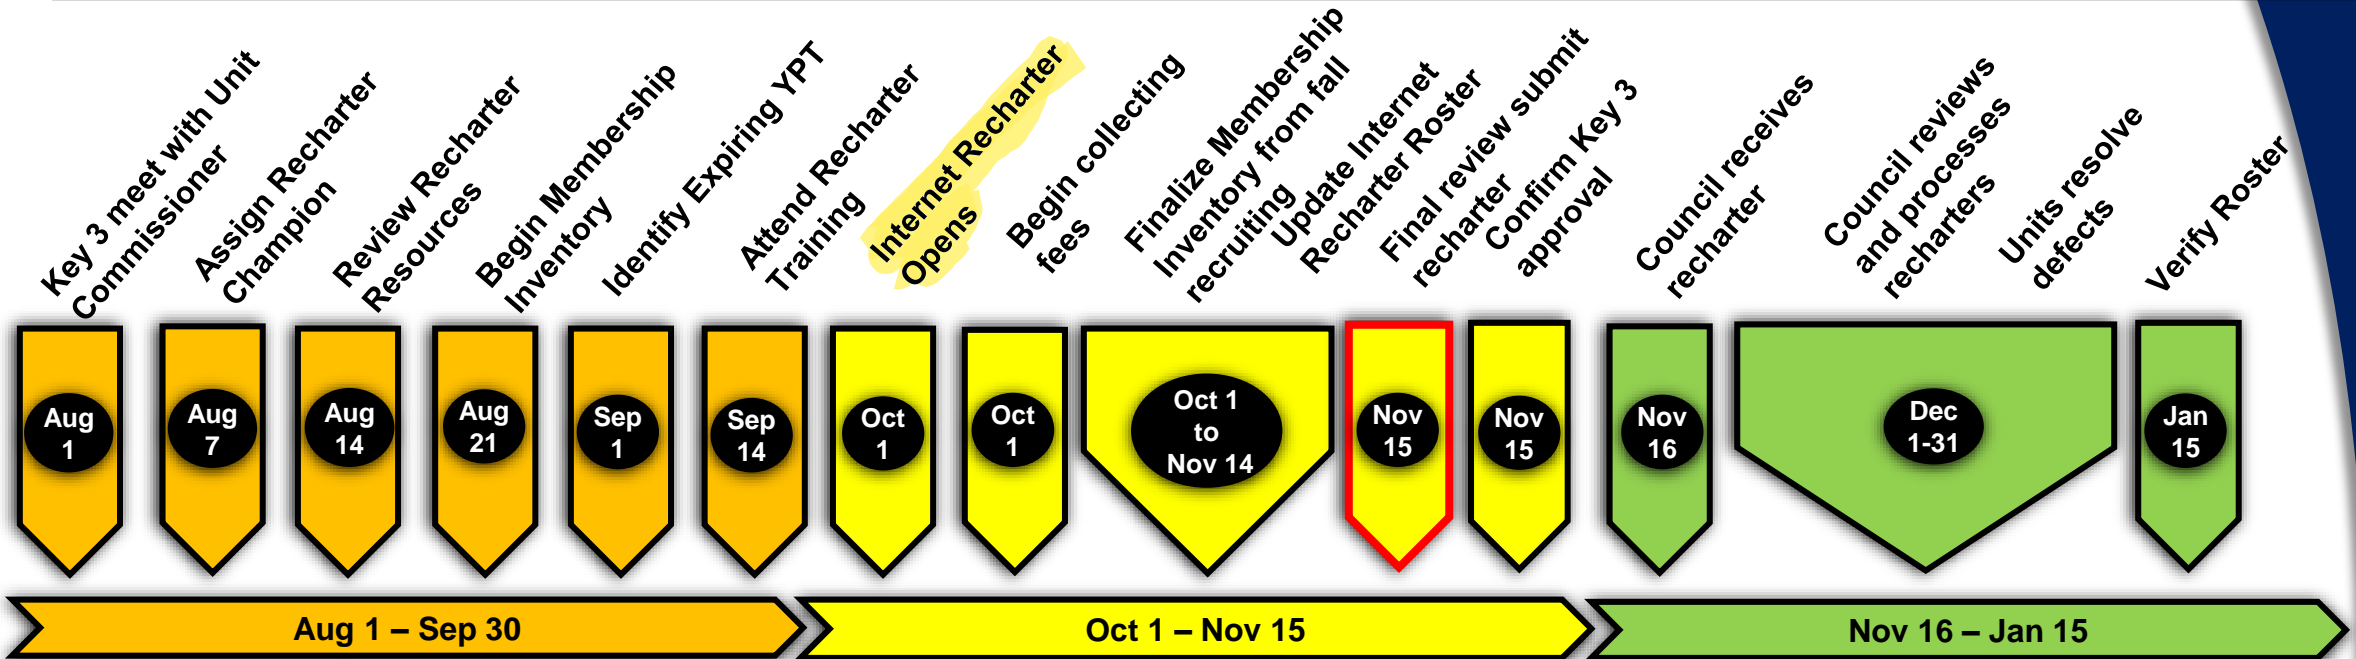 Key 3 meet with Unit
Commissioner
Assign Recharter
Champion
Review Recharter
Resources
Begin Membership
Inventory
Identify Expiring YPT
Attend Recharter
Training
Internet Recharter
Opens
Begin collecting
fees
Finalize Membership
Inventory from fall
recruiting
Update Internet
Recharter Roster
Final review submit
recharter
Confirm Key 3
approval
Council receives
recharter
Council reviews
and processes
recharters
Units resolve
defects
Verify Roster
Aug
1
Aug
7
Aug
14
Aug
21
Sep
1
Sep
14
Oct
1
Oct
1
Oct 1
to
Nov 14
Nov
15
Nov
15
Nov
16
Dec
1-31
Jan
15
Aug 1 – Sep 30
Oct 1 – Nov 15
Nov 16 – Jan 15